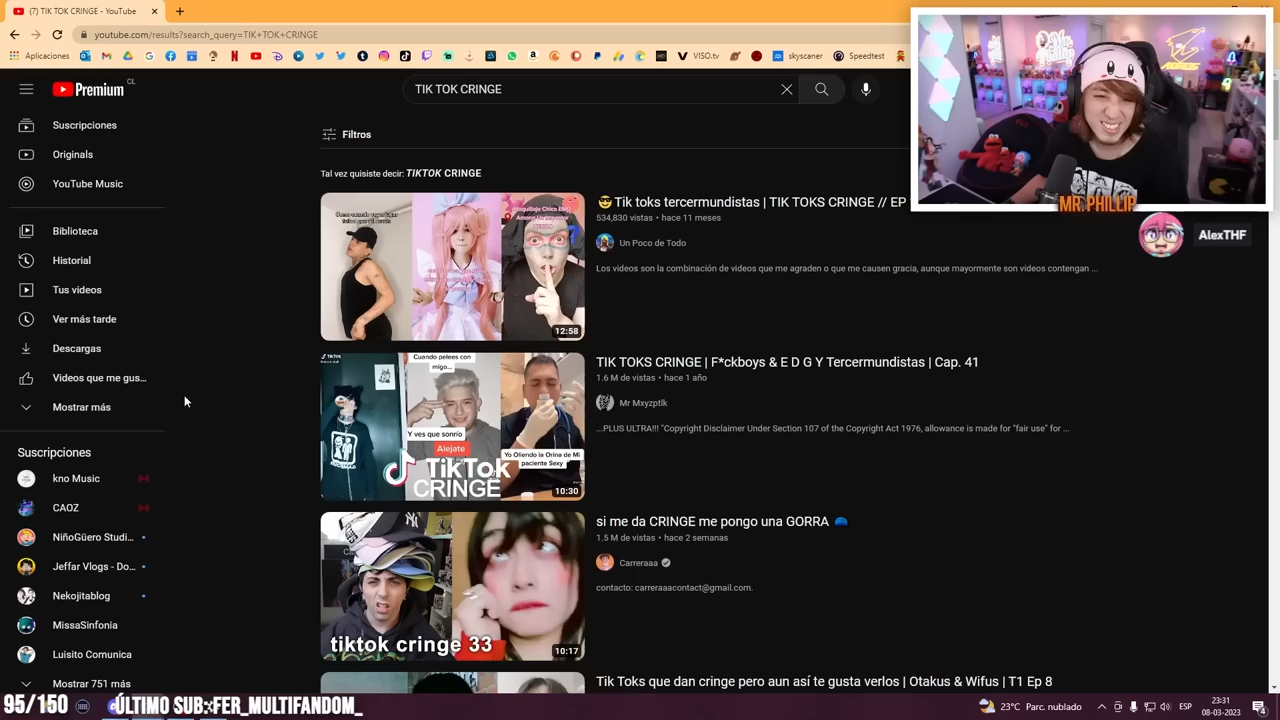 (7) TIK TOK CRINGE - YouTube
youtube.com/results?search_query=TIK+TOK+CRINGE
Aplicaciones
VISO.tv
skyscaner
Speedtest
Premium
CL
TIK TOK CRINGE
Suscripciones
Originals
YouTube Music
Biblioteca
Historial
Tus videos
Ver más tarde
Descargas
Videos que me gus...
Mostrar más
Suscripciones
kno Music
CAOZ
NiñoGüero Studi...
Jeffar Vlogs - Do...
Nekojitablog
MissaSinfonia
Luisito Comunica
Mostrar 751 más
Filtros
Tal vez quisiste decir: TIKTOK CRINGE
12:58
Tik toks tercermundistas | TIK TOKS CRINGE // EP
534,830 vistas • hace 11 meses
Un Poco de Todo
Los videos son la combinación de videos que me agraden o que me causen gracia, aunque mayormente son videos contengan ...
Cuando pelees con
migo...
Y ves que sonrío
Alejate
Yo Oliendo la Orina de Mi
paciente Sexy
TikTok
CRINGE
10:30
TIK TOKS CRINGE | F*ckboys & E D G Y Tercermundistas | Cap. 41
1.6 M de vistas • hace 1 año
Mr Mxyzptlk
...PLUS ULTRA!!! "Copyright Disclaimer Under Section 107 of the Copyright Act 1976, allowance is made for "fair use" for ...
tiktok cringe 33
10:17
si me da CRINGE me pongo una GORRA
1.5 M de vistas • hace 2 semanas
Carreraaa
contacto: carreraaacontact@gmail.com.
Tik Toks que dan cringe pero aun así te gusta verlos | Otakus & Wifus | T1 Ep 8
MR PHILLIP
AlexTHF
95/150
ÚLTIMO SUB: FER_MULTIFANDOM_
23°C Parc. nublado
ESP
23:31
08-03-2023
4